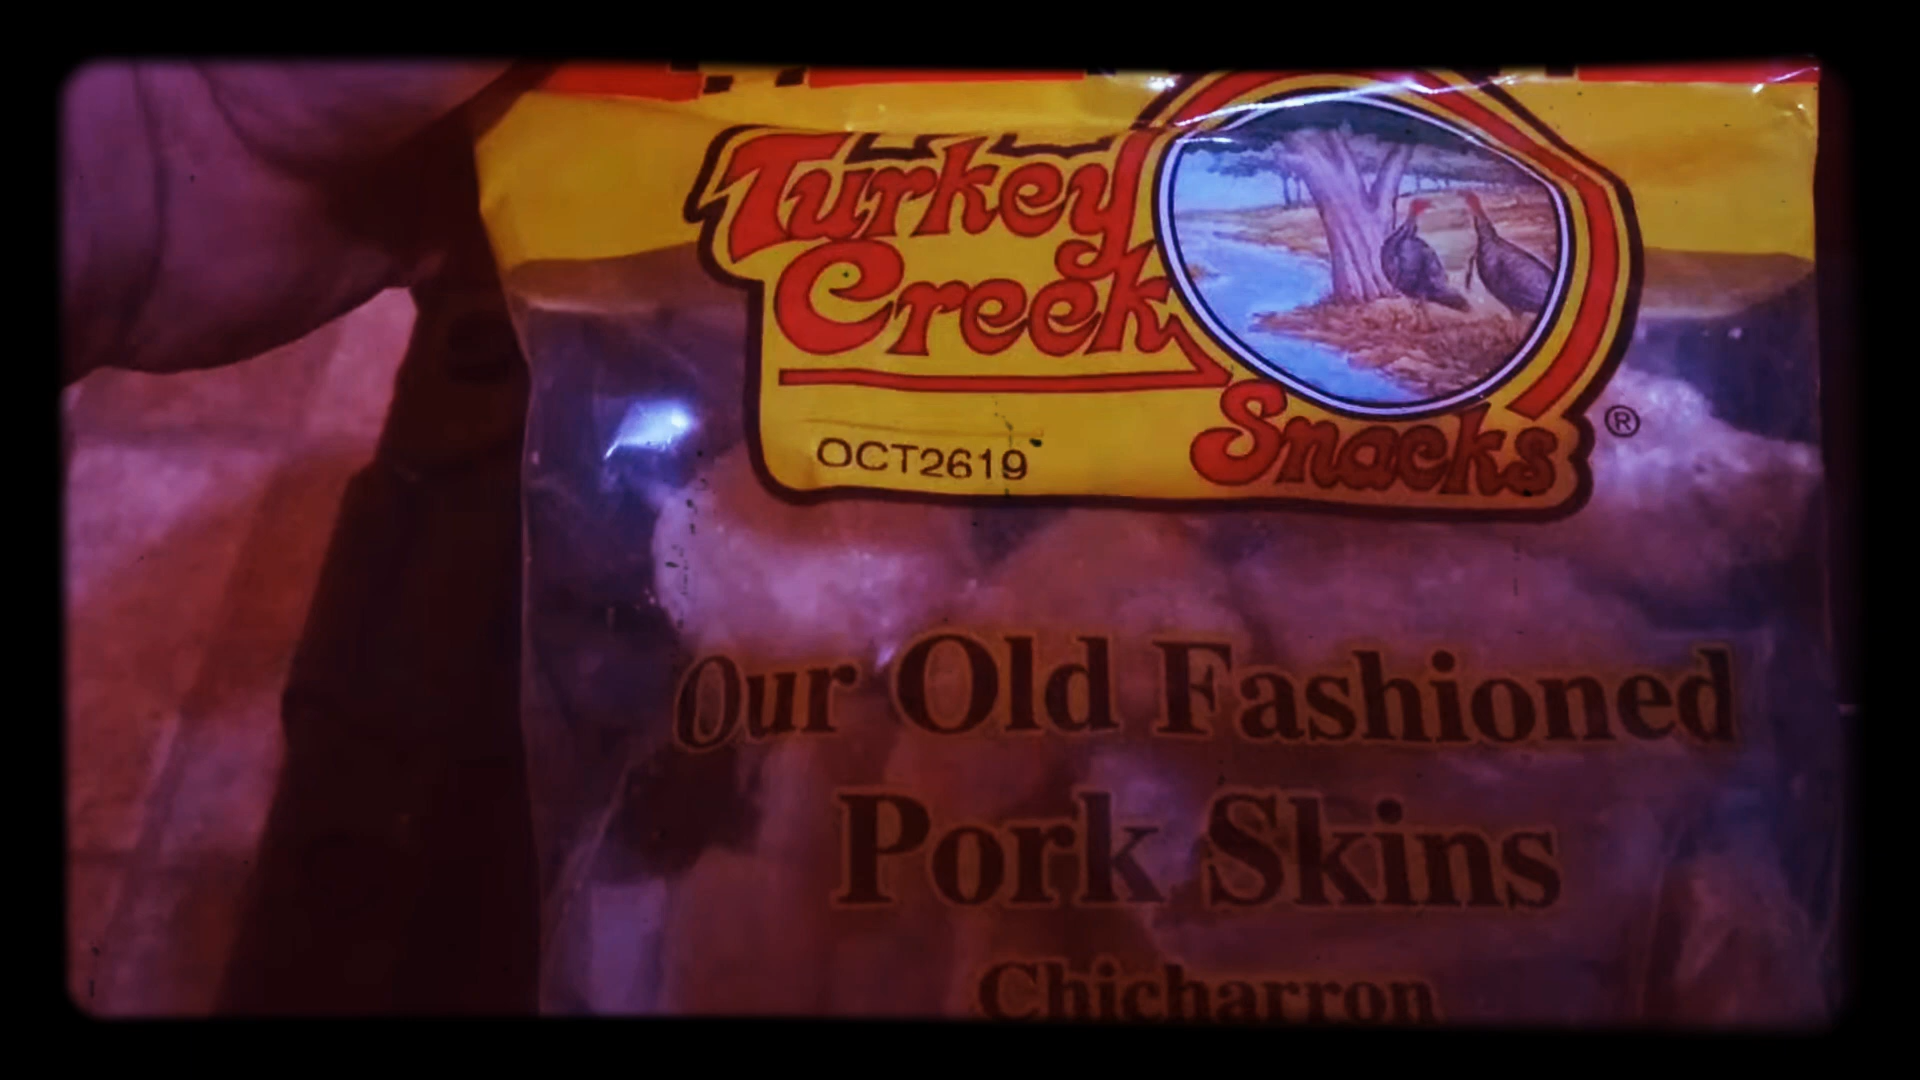 Turkey
Creek
Snacks ®
OCT2619
Our Old Fashioned
Pork Skins
Chicharron